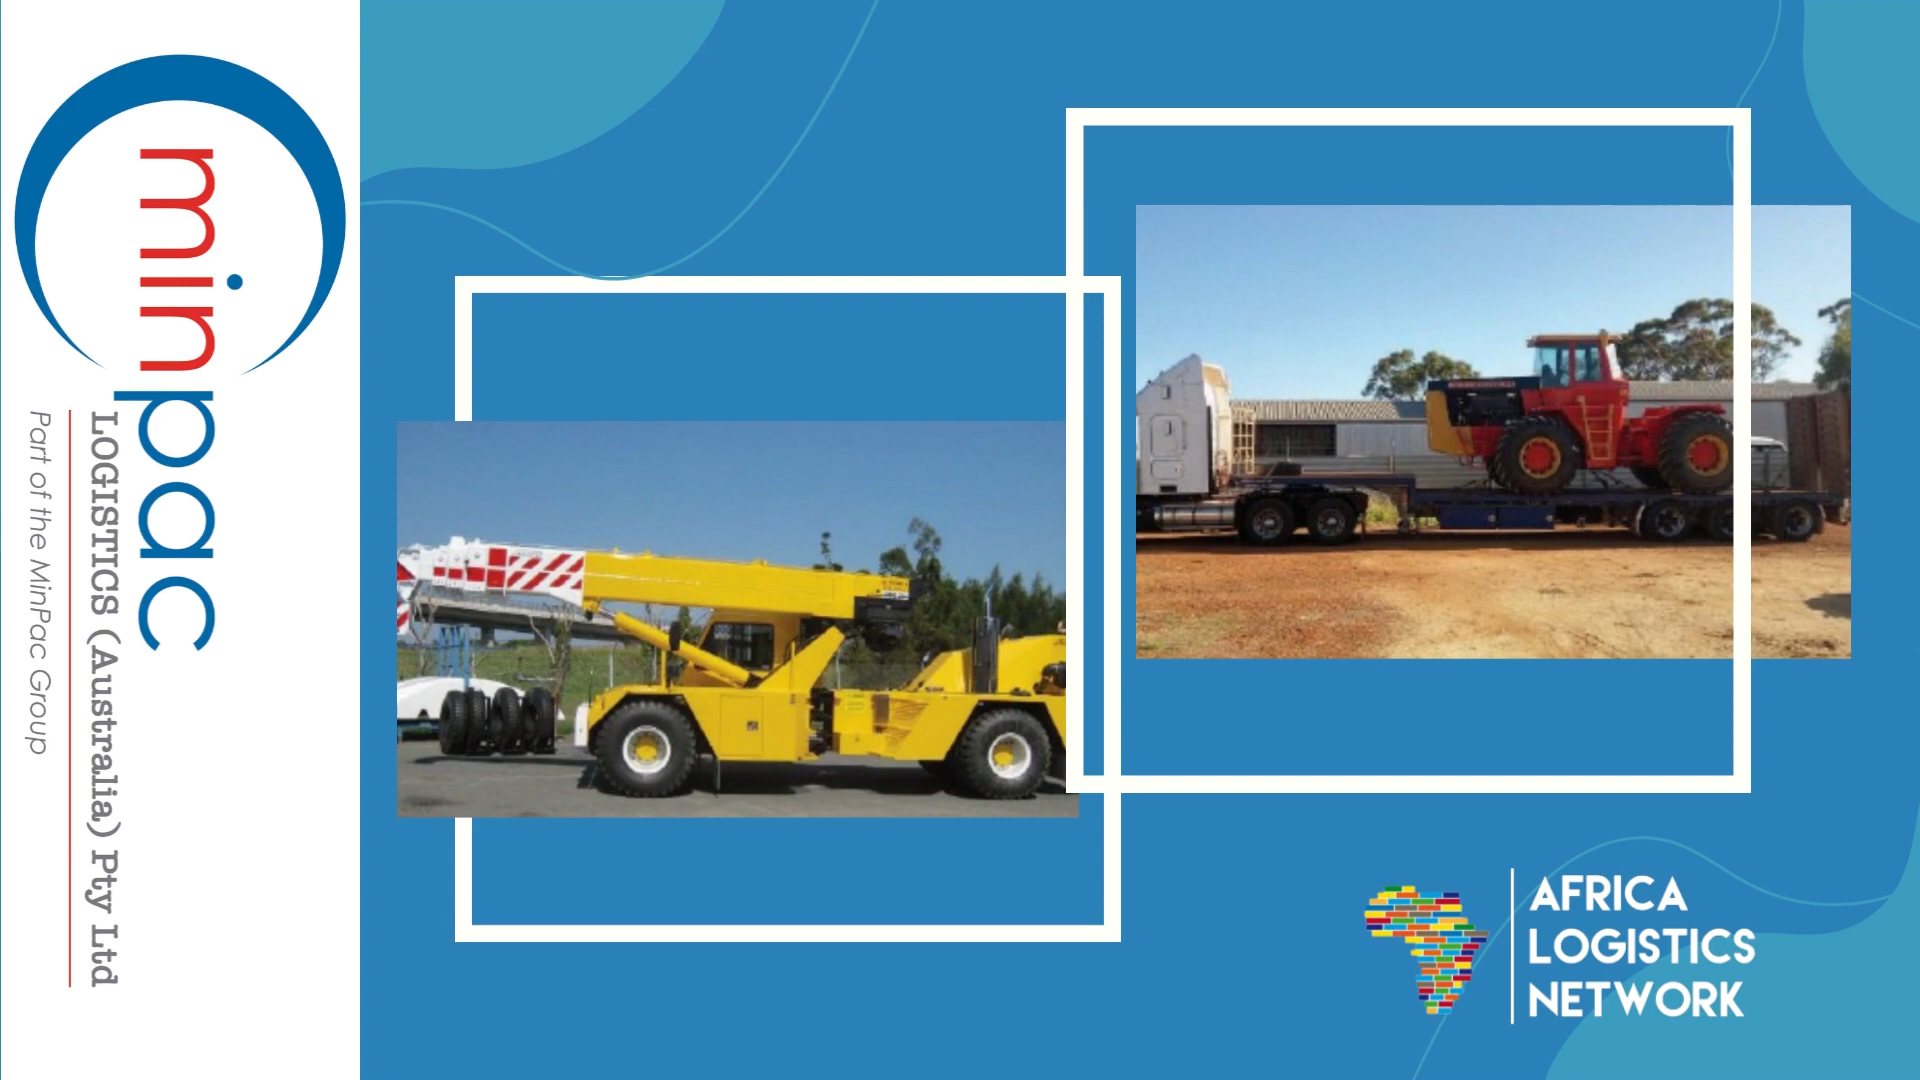 minpac
LOGISTICS (Australia) Pty Ltd
Part of the MinPac Group
AFRICA
LOGISTICS
NETWORK